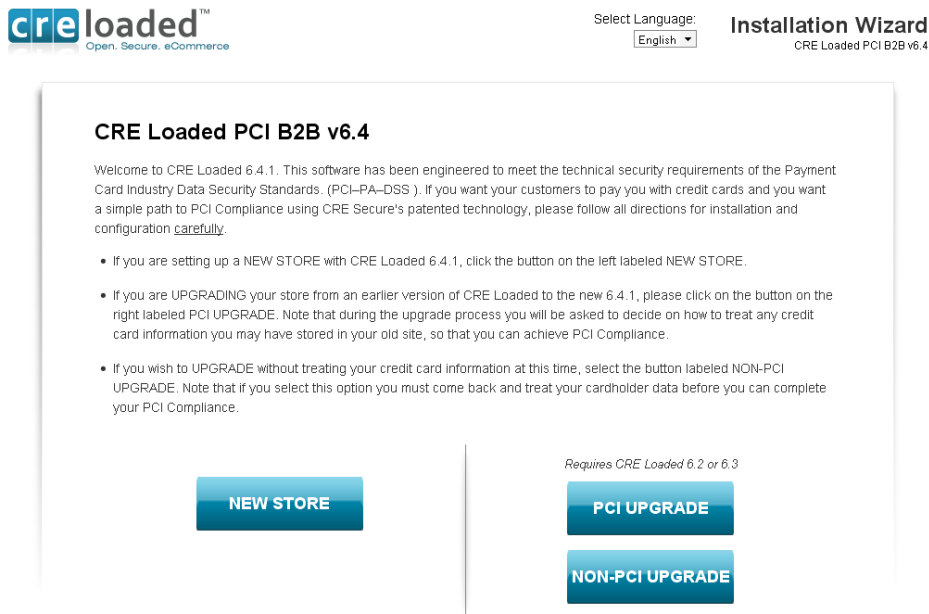 cre loaded™
Open. Secure. eCommerce
Select Language:
English
Installation Wizard
CRE Loaded PCI B2B v6.4
CRE Loaded PCI B2B v6.4
Welcome to CRE Loaded 6.4.1. This software has been engineered to meet the technical security requirements of the Payment
Card Industry Data Security Standards. (PCI–PA–DSS ). If you want your customers to pay you with credit cards and you want
a simple path to PCI Compliance using CRE Secure's patented technology, please follow all directions for installation and
configuration carefully.
• If you are setting up a NEW STORE with CRE Loaded 6.4.1, click the button on the left labeled NEW STORE.
• If you are UPGRADING your store from an earlier version of CRE Loaded to the new 6.4.1, please click on the button on the
right labeled PCI UPGRADE. Note that during the upgrade process you will be asked to decide on how to treat any credit
card information you may have stored in your old site, so that you can achieve PCI Compliance.
• If you wish to UPGRADE without treating your credit card information at this time, select the button labeled NON-PCI
UPGRADE. Note that if you select this option you must come back and treat your cardholder data before you can complete
your PCI Compliance.
NEW STORE
Requires CRE Loaded 6.2 or 6.3
PCI UPGRADE
NON-PCI UPGRADE